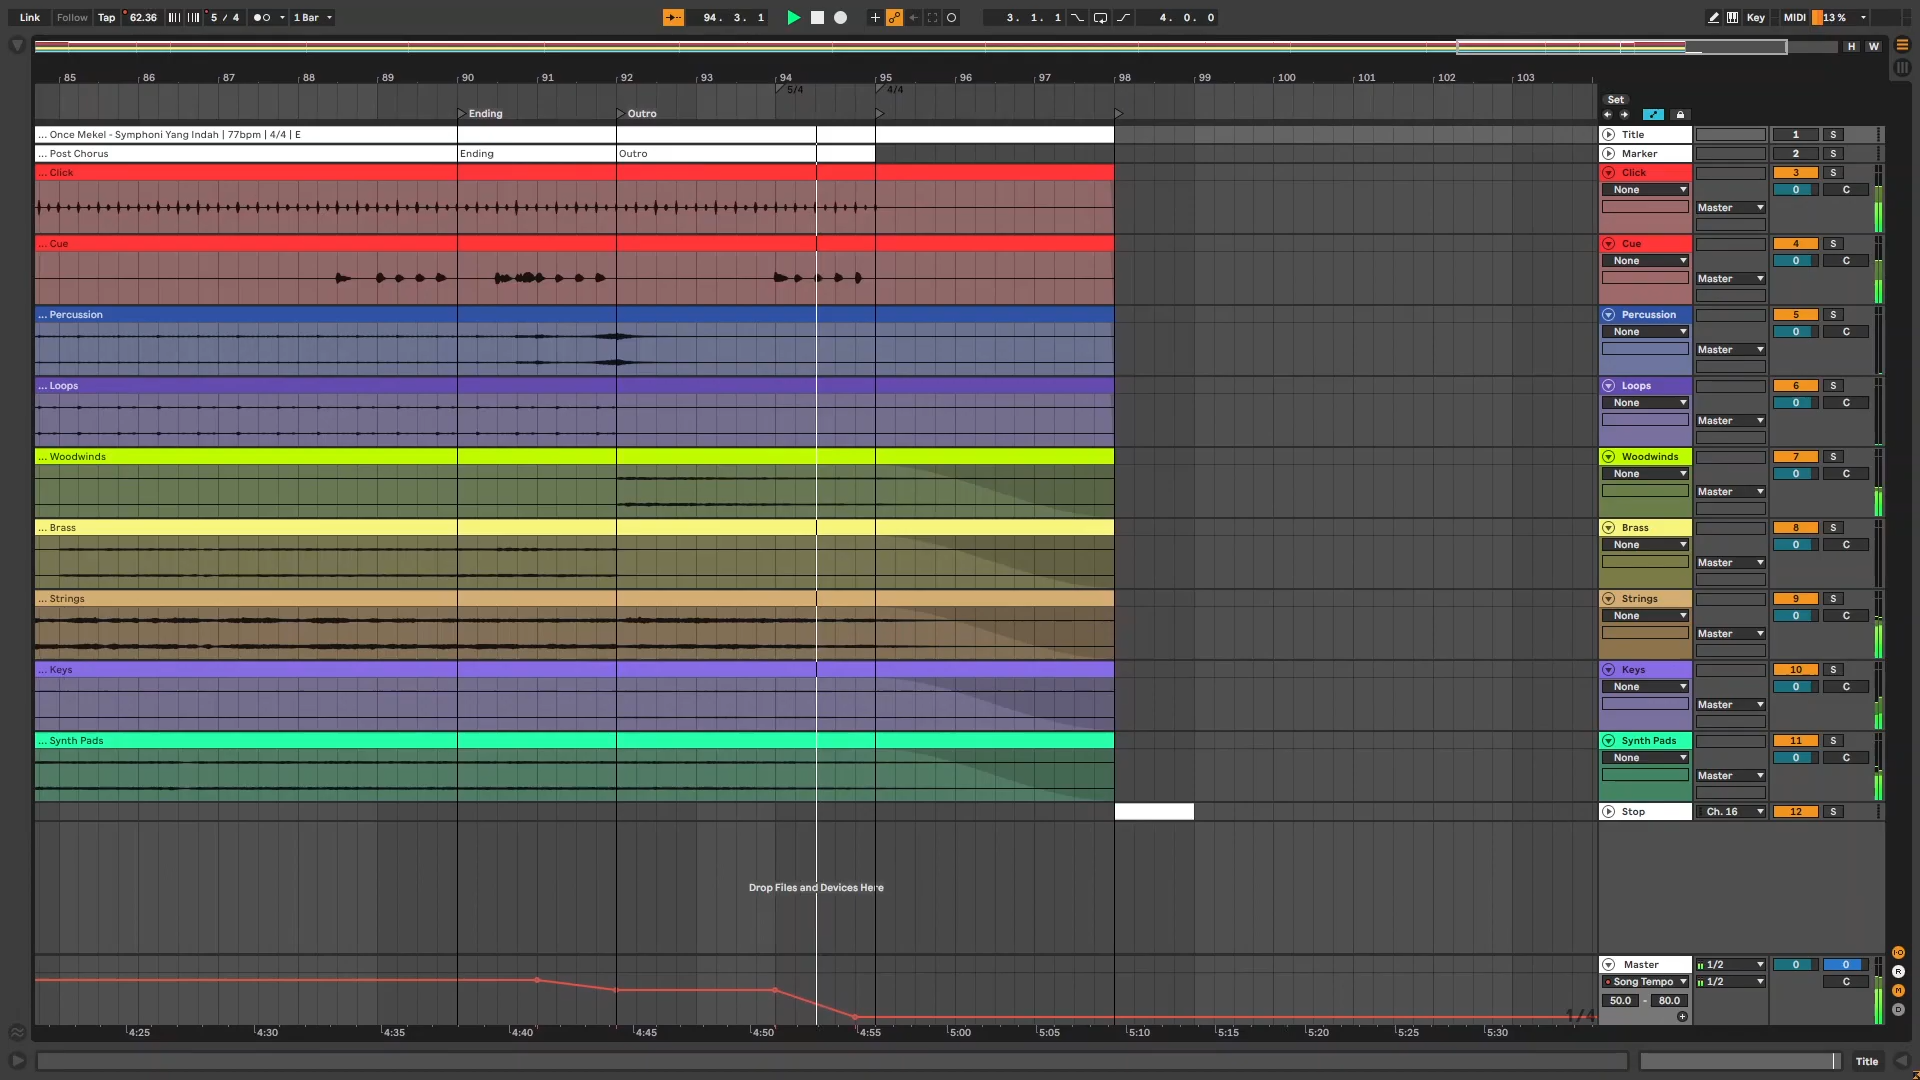 Link Follow Tap 62.36 5 / 4 1 Bar 94. 3. 1 3. 1. 1 4. 0. 0 Key MIDI 13 %
H W
85 86 87 88 89 90 91 92 93 94 95 96 97 98 99 100 101 102 103
5/4 4/4
Set
Ending Outro
... Once Mekel - Symphoni Yang Indah | 77bpm | 4/4 | E
Title 1 S
... Post Chorus Ending Outro
Marker 2 S
... Click
Click 3 S
None 0 C
Master
... Cue
Cue 4 S
None 0 C
Master
... Percussion
Percussion 5 S
None 0 C
Master
... Loops
Loops 6 S
None 0 C
Master
... Woodwinds
Woodwinds 7 S
None 0 C
Master
... Brass
Brass 8 S
None 0 C
Master
... Strings
Strings 9 S
None 0 C
Master
... Keys
Keys 10 S
None 0 C
Master
... Synth Pads
Synth Pads 11 S
None 0 C
Master
Stop Ch. 16 12 S
Drop Files and Devices Here
Master 1/2 0 0
Song Tempo 1/2 C
50.0 - 80.0
1/4
I·O
R
M
D
4:25 4:30 4:35 4:40 4:45 4:50 4:55 5:00 5:05 5:10 5:15 5:20 5:25 5:30
Title